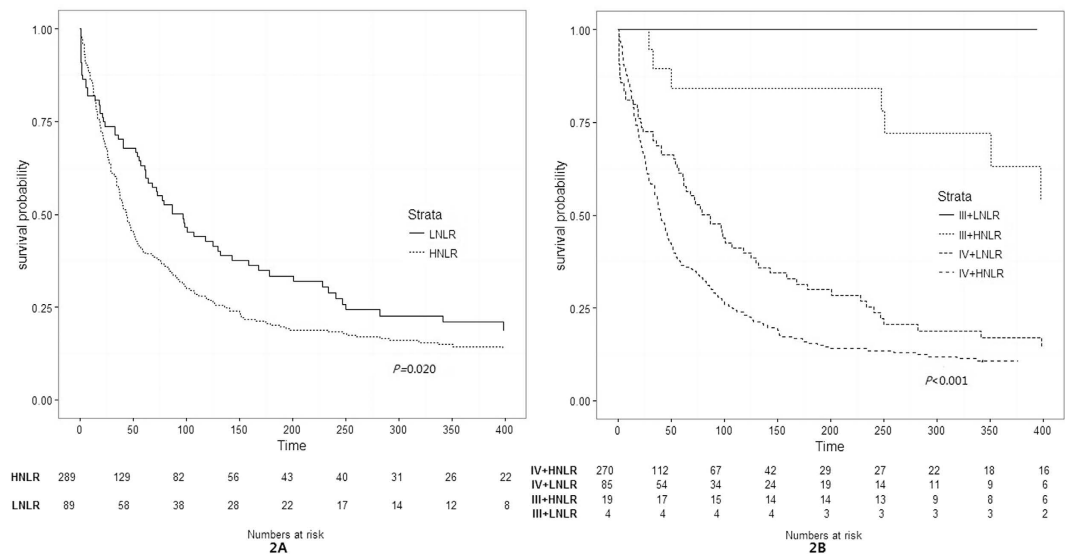 1.00
0.75
0.50
0.25
0.00
survival probability
Strata
LNLR
HNLR
P=0.020
0 50 100 150 200 250 300 350 400
Time
HNLR 289 129 82 56 43 40 31 26 22
LNLR 89 58 38 28 22 17 14 12 8
Numbers at risk
2A
1.00
0.75
0.50
0.25
0.00
survival probability
Strata
III+LNLR
III+HNLR
IV+LNLR
IV+HNLR
P<0.001
0 50 100 150 200 250 300 350 400
Time
IV+HNLR 270 112 67 42 29 27 22 18 16
IV+LNLR 85 54 34 24 19 14 11 9 6
III+HNLR 19 17 15 14 14 13 9 8 6
III+LNLR 4 4 4 4 3 3 3 3 2
Numbers at risk
2B